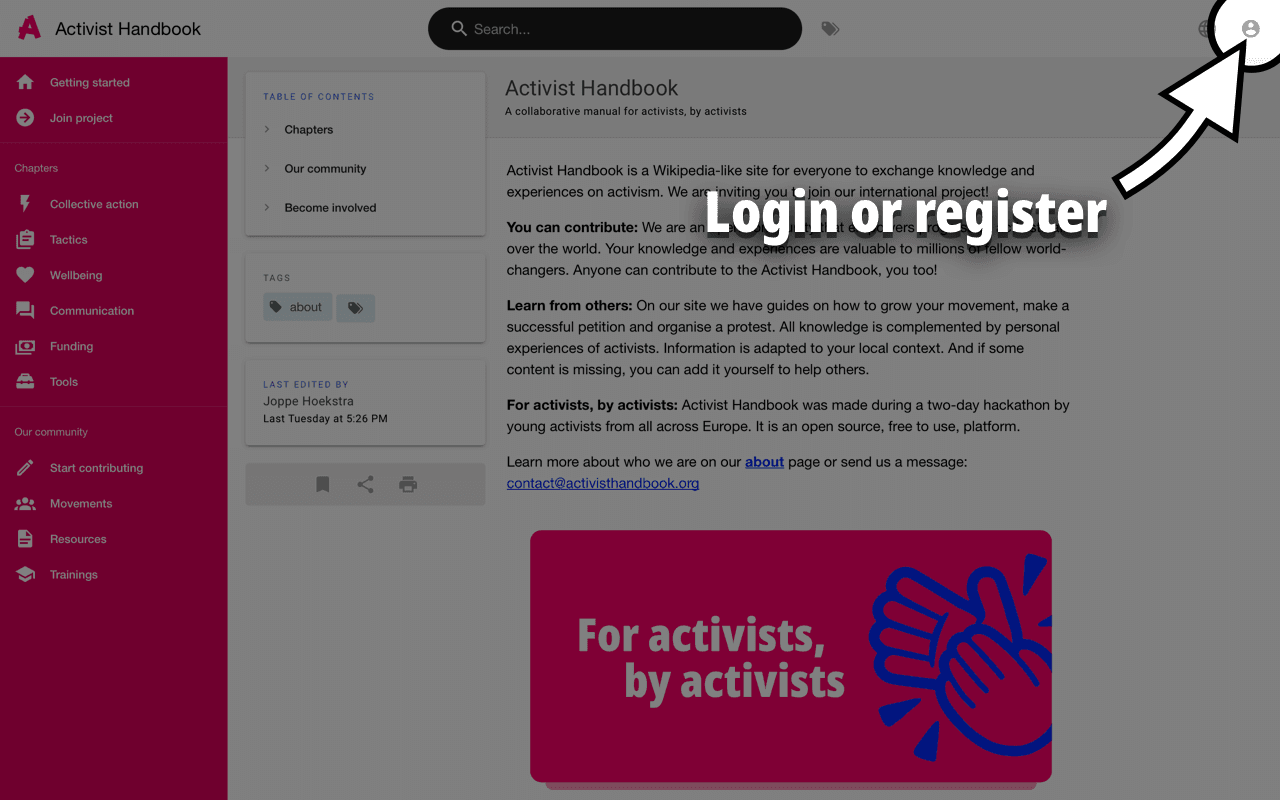 Activist Handbook
Search...
Getting started
Join project
Chapters
Collective action
Tactics
Wellbeing
Communication
Funding
Tools
Our community
Start contributing
Movements
Resources
Trainings
TABLE OF CONTENTS
Chapters
Our community
Become involved
TAGS
about
LAST EDITED BY
Joppe Hoekstra
Last Tuesday at 5:26 PM
Activist Handbook
A collaborative manual for activists, by activists
Activist Handbook is a Wikipedia-like site for everyone to exchange knowledge and
experiences on activism. We are inviting you to join our international project!
Login or register
You can contribute: We are an
over the world. Your knowledge and experiences are valuable to millions of fellow world-
changers. Anyone can contribute to the Activist Handbook, you too!
Learn from others: On our site we have guides on how to grow your movement, make a
successful petition and organise a protest. All knowledge is complemented by personal
experiences of activists. Information is adapted to your local context. And if some
content is missing, you can add it yourself to help others.
For activists, by activists: Activist Handbook was made during a two-day hackathon by
young activists from all across Europe. It is an open source, free to use, platform.
Learn more about who we are on our about page or send us a message:
contact@activisthandbook.org
For activists,
by activists